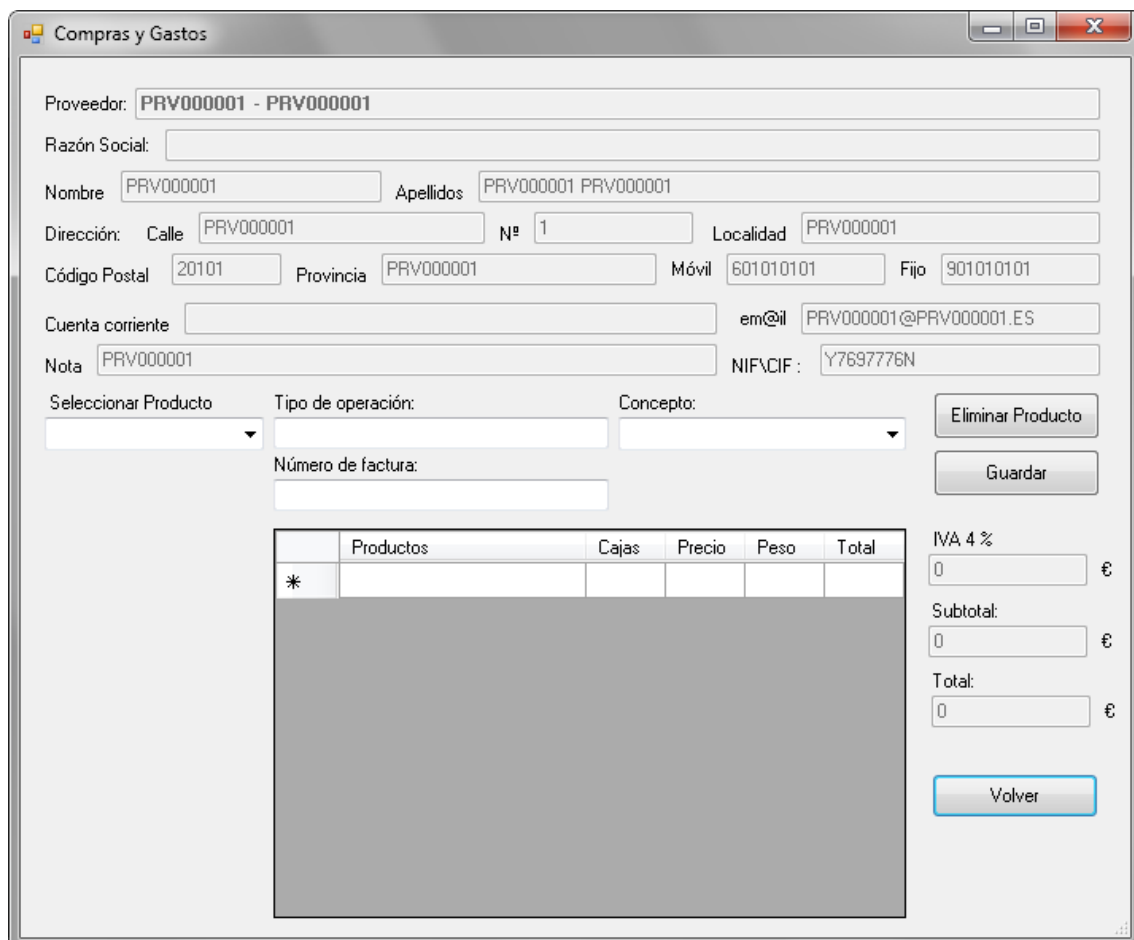 Compras y Gastos
Proveedor: PRV000001 - PRV000001
Razón Social:
Nombre PRV000001 Apellidos PRV000001 PRV000001
Dirección: Calle PRV000001 Nº 1 Localidad PRV000001
Código Postal 20101 Provincia PRV000001 Móvil 601010101 Fijo 901010101
Cuenta corriente em@il PRV000001@PRV000001.ES
Nota PRV000001 NIF\CIF : Y7697776N
Seleccionar Producto Tipo de operación: Concepto: Eliminar Producto
Número de factura: Guardar
Productos Cajas Precio Peso Total IVA 4 %
0 €
Subtotal:
0 €
Total:
0 €
Volver